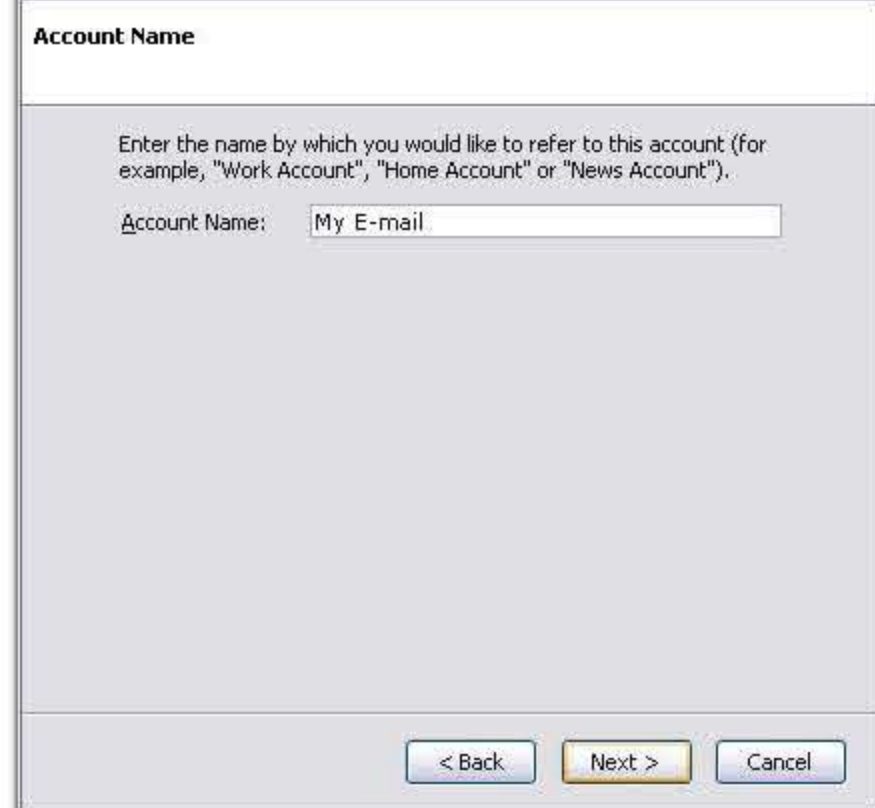 Account Name
Enter the name by which you would like to refer to this account (for
example, "Work Account", "Home Account" or "News Account").
Account Name: My E-mail
< Back Next > Cancel